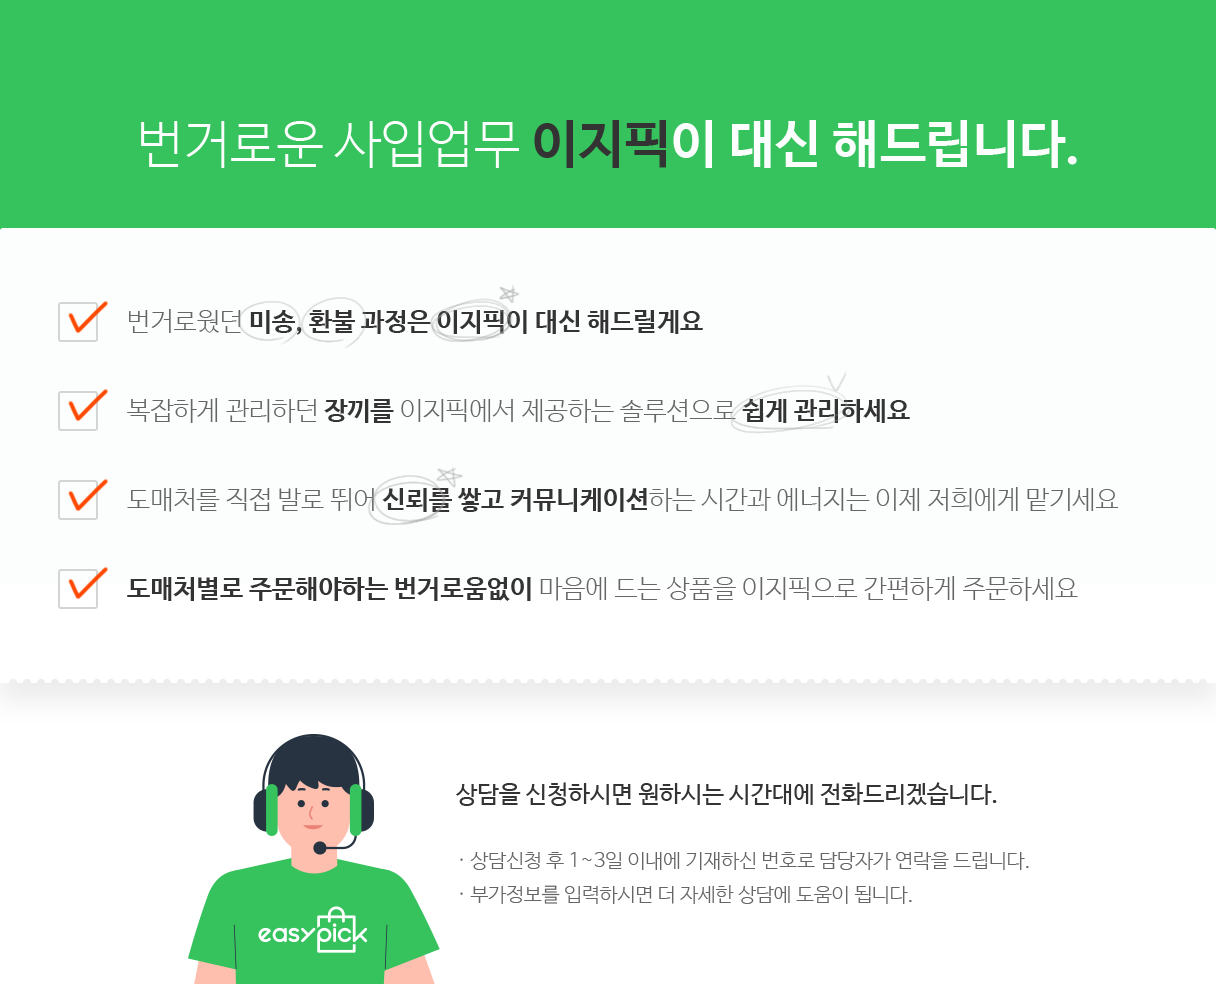 번거로운 사입업무 이지픽이 대신 해드립니다.
번거로웠던 미송, 환불 과정은 이지픽이 대신 해드릴게요
복잡하게 관리하던 장끼를 이지픽에서 제공하는 솔루션으로 쉽게 관리하세요
도매처를 직접 발로 뛰어 신뢰를 쌓고 커뮤니케이션하는 시간과 에너지는 이제 저희에게 맡기세요
도매처별로 주문해야하는 번거로움없이 마음에 드는 상품을 이지픽으로 간편하게 주문하세요
상담을 신청하시면 원하시는 시간대에 전화드리겠습니다.
· 상담신청 후 1~3일 이내에 기재하신 번호로 담당자가 연락을 드립니다.
· 부가정보를 입력하시면 더 자세한 상담에 도움이 됩니다.
easypick